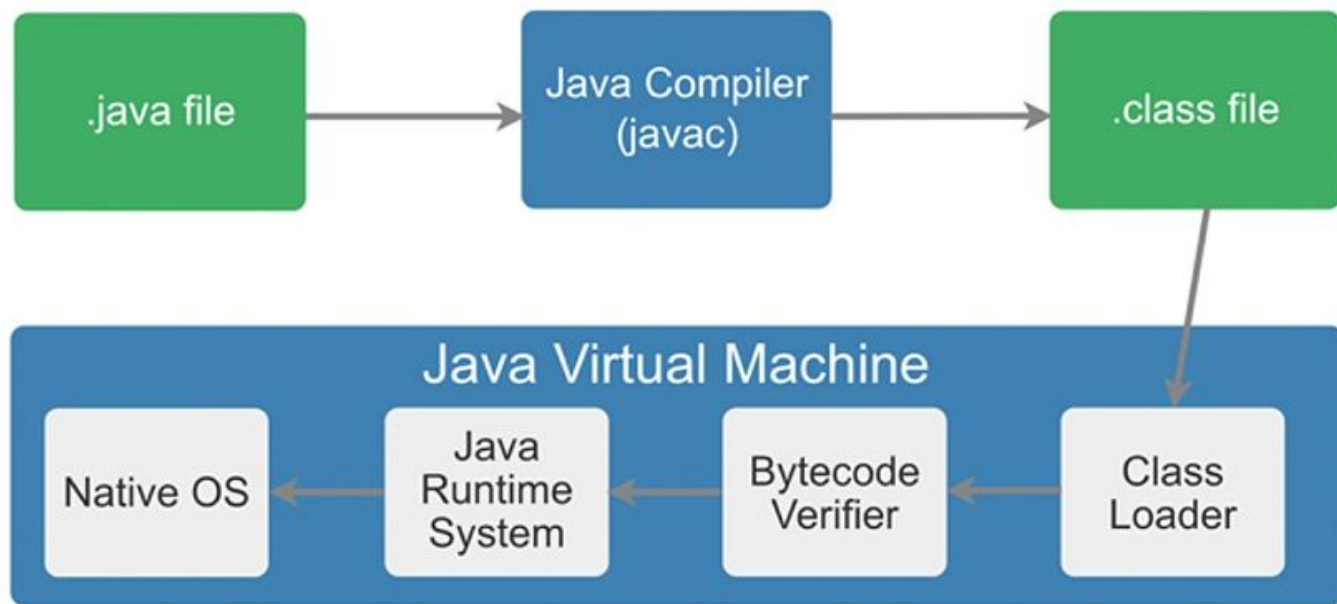 .java file
Java Compiler
(javac)
.class file
Java Virtual Machine
Native OS
Java
Runtime
System
Bytecode
Verifier
Class
Loader